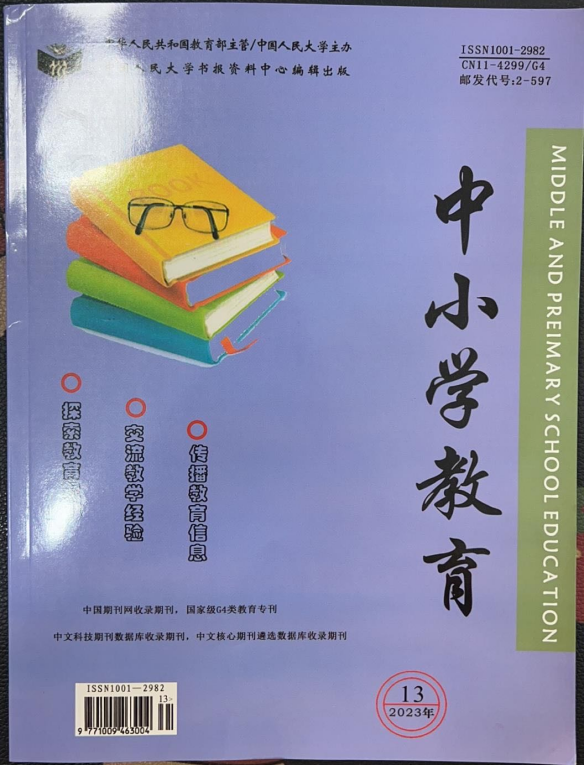 华人民共和国教育部主管/中国人民大学主办
民大学书报资料中心编辑出版
ISSN1001-2982
CN11-4299/G4
邮发代号:2-597
中小学教育
MIDDLE AND PREIMARY SCHOOL EDUCATION
BOOK
探索教育
交流教学经验
传播教育信息
中国期刊网收录期刊，国家级G4类教育专刊
中文科技期刊数据库收录期刊，中文核心期刊遴选数据库收录期刊
ISSN1001-2982
13>
9 771009 463004
13
2023年